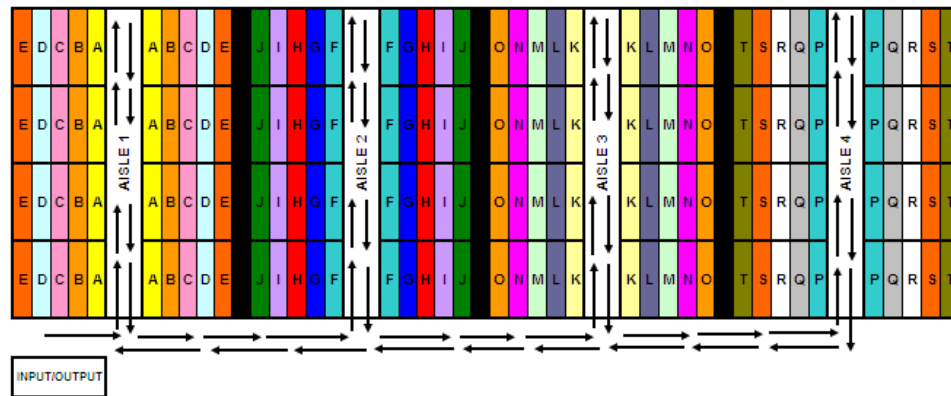 E D C B A A B C D E J I H G F F G H I J O N M L K K L M N O T S R Q P P Q R S T
E D C B A A B C D E J I H G F F G H I J O N M L K K L M N O T S R Q P P Q R S T
AISLE 1 AISLE 2 AISLE 3 AISLE 4
E D C B A A B C D E J I H G F F G H I J O N M L K K L M N O T S R Q P P Q R S T
E D C B A A B C D E J I H G F F G H I J O N M L K K L M N O T S R Q P P Q R S T
INPUT/OUTPUT